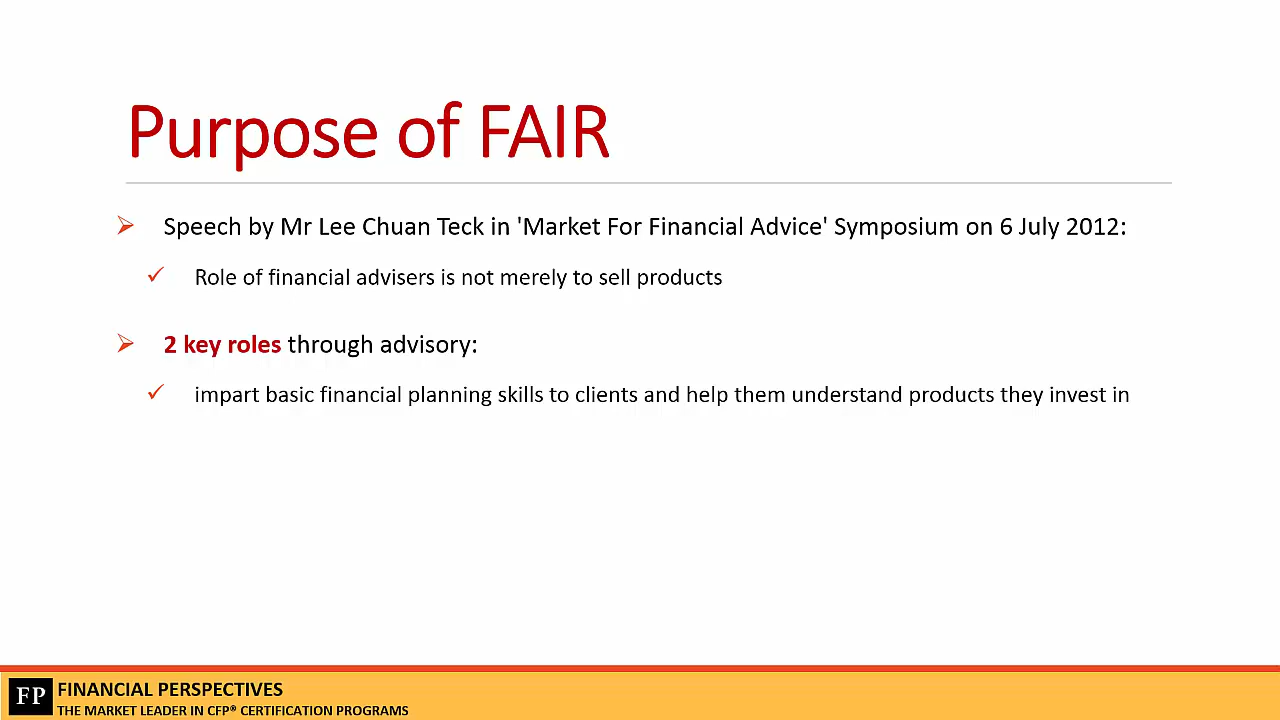 Purpose of FAIR
Speech by Mr Lee Chuan Teck in 'Market For Financial Advice' Symposium on 6 July 2012:
Role of financial advisers is not merely to sell products
2 key roles through advisory:
impart basic financial planning skills to clients and help them understand products they invest in
FP
FINANCIAL PERSPECTIVES
THE MARKET LEADER IN CFP® CERTIFICATION PROGRAMS